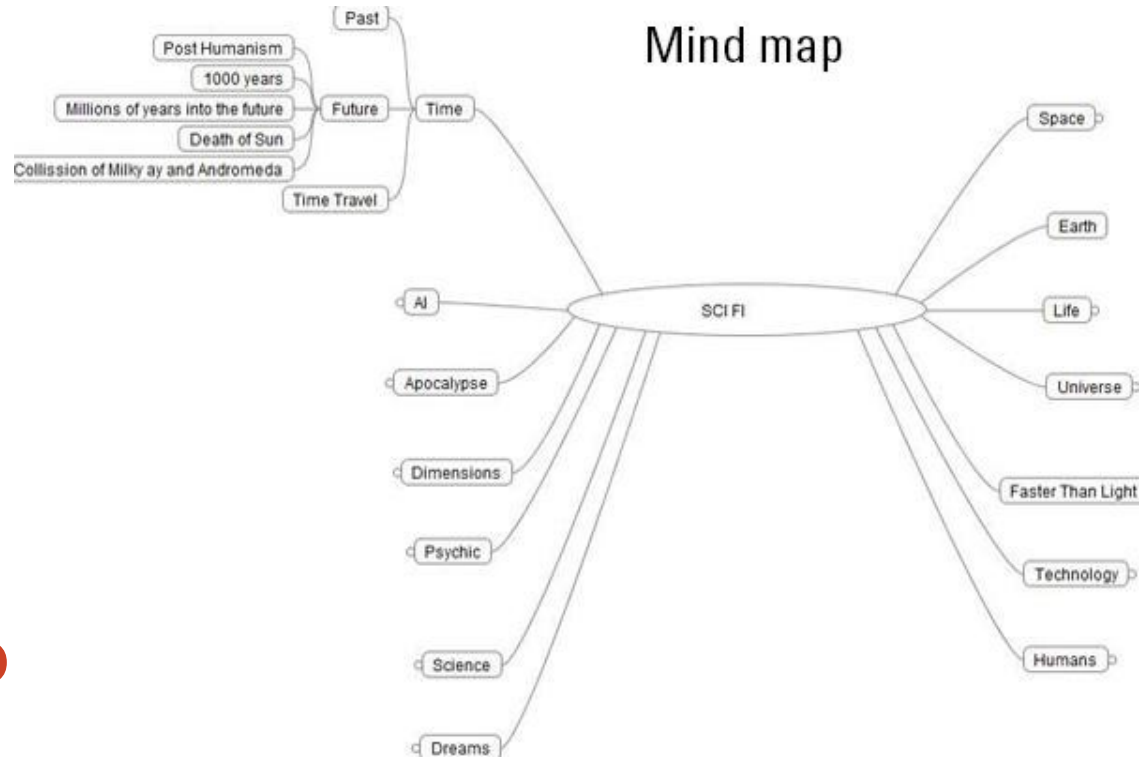 Mind map
Past
Post Humanism
1000 years
Millions of years into the future
Death of Sun
Collission of Milky ay and Andromeda
Future
Time
Time Travel
AI
Apocalypse
Dimensions
Psychic
Science
Dreams
SCI FI
Space
Earth
Life
Universe
Faster Than Light
Technology
Humans